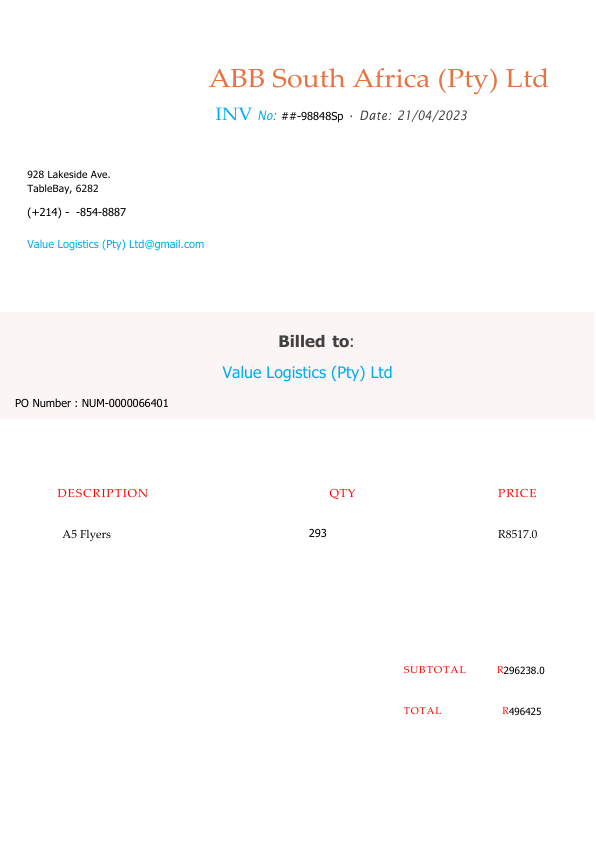 ABB South Africa (Pty) Ltd
INV No: ##-98848Sp · Date: 21/04/2023
928 Lakeside Ave.
TableBay, 6282
(+214) -  -854-8887
Value Logistics (Pty) Ltd@gmail.com
Billed to:
Value Logistics (Pty) Ltd
PO Number : NUM-0000066401
DESCRIPTION QTY PRICE
A5 Flyers 293 R8517.0
SUBTOTAL R296238.0
TOTAL R496425